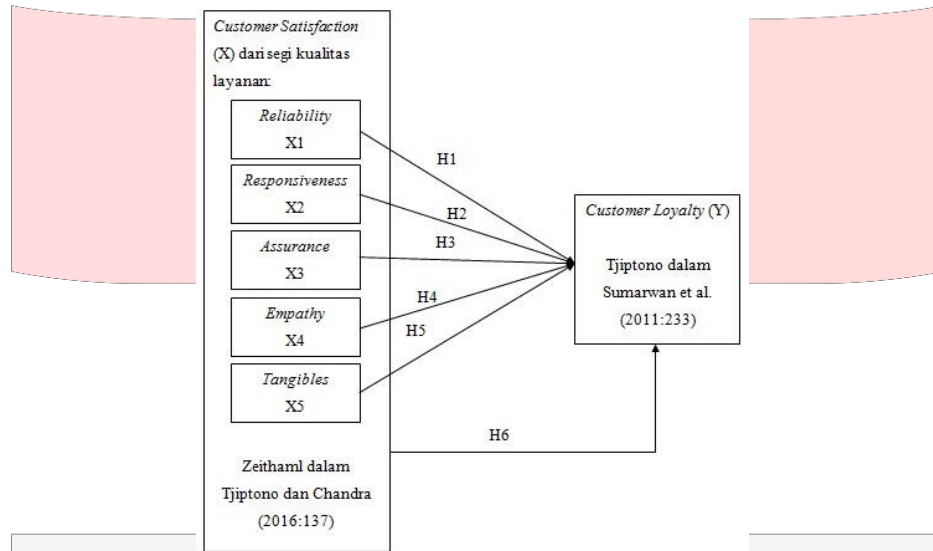 Customer Satisfaction
(X) dari segi kualitas
layanan:
Reliability
X1
Responsiveness
X2
Assurance
X3
Empathy
X4
Tangibles
X5
Zeithaml dalam
Tjiptono dan Chandra
(2016:137)
H1
H2
H3
H4
H5
H6
Customer Loyalty (Y)
Tjiptono dalam
Sumarwan et al.
(2011:233)